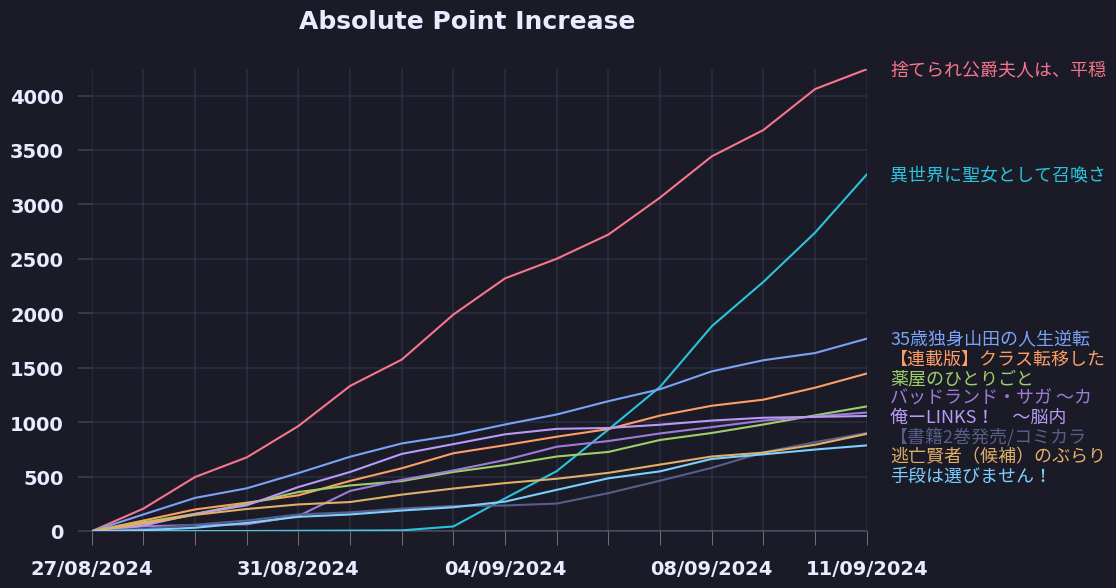 Absolute Point Increase
4000
3500
3000
2500
2000
1500
1000
500
0
27/08/2024
31/08/2024
04/09/2024
08/09/2024
11/09/2024
捨てられ公爵夫人は、平穏
異世界に聖女として召喚さ
35歳独身山田の人生逆転
【連載版】クラス転移した
薬屋のひとりごと
バッドランド・サガ ～カ
俺ーLINKS！　～脳内
【書籍2巻発売/コミカラ
逃亡賢者（候補）のぶらり
手段は選びません！